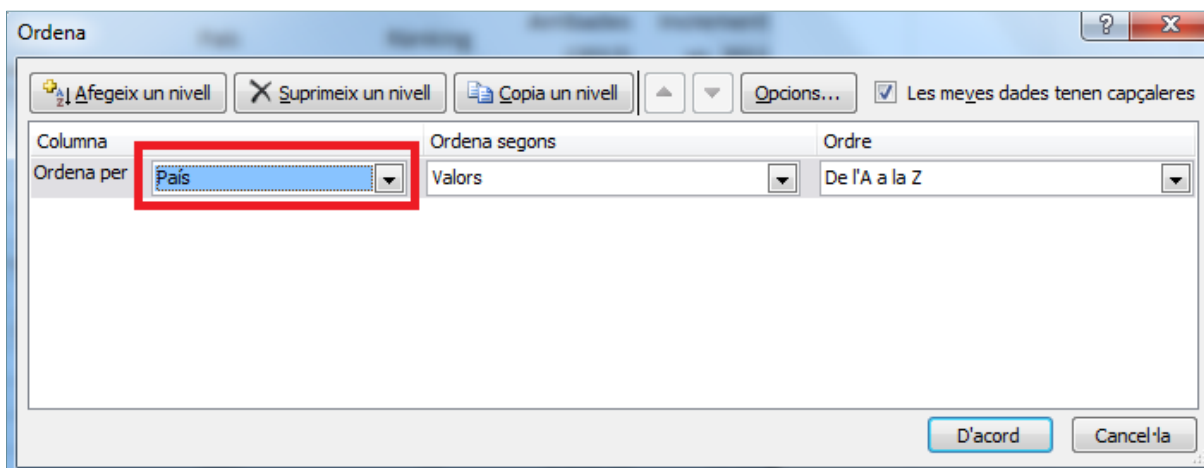 Ordena
Afegeix un nivell Suprimeix un nivell Copia un nivell Opcions... Les meves dades tenen capçaleres
Columna Ordena segons Ordre
Ordena per País Valors De l'A a la Z
D'acord Cancel·la